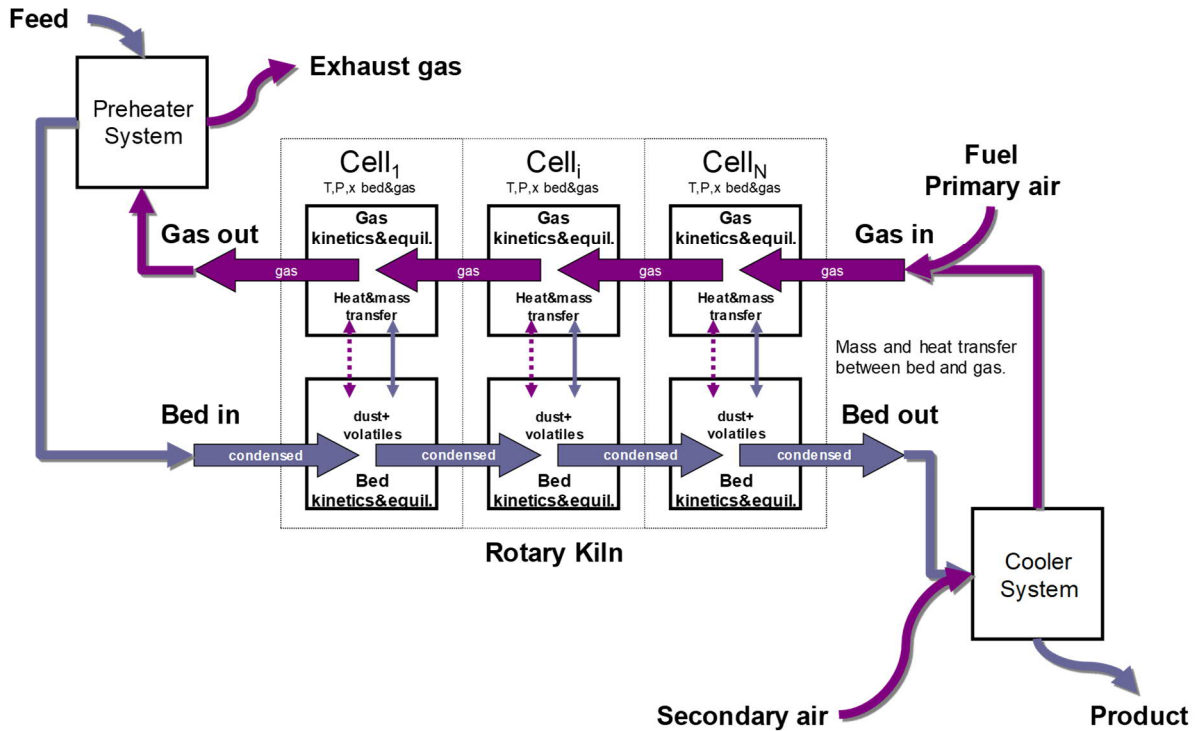 Feed
Exhaust gas
Preheater
System
Cell1
T,P,x bed&gas
Celli
T,P,x bed&gas
CellN
T,P,x bed&gas
Fuel
Primary air
Gas out
Gas
kinetics&equil.
Gas
kinetics&equil.
Gas
kinetics&equil.
Gas in
gas
gas
gas
gas
Heat&mass
transfer
Heat&mass
transfer
Heat&mass
transfer
Mass and heat transfer
between bed and gas.
Bed in
dust+
volatiles
dust+
volatiles
dust+
volatiles
Bed out
condensed
condensed
condensed
condensed
Bed
kinetics&equil.
Bed
kinetics&equil.
Bed
kinetics&equil.
Rotary Kiln
Cooler
System
Secondary air
Product